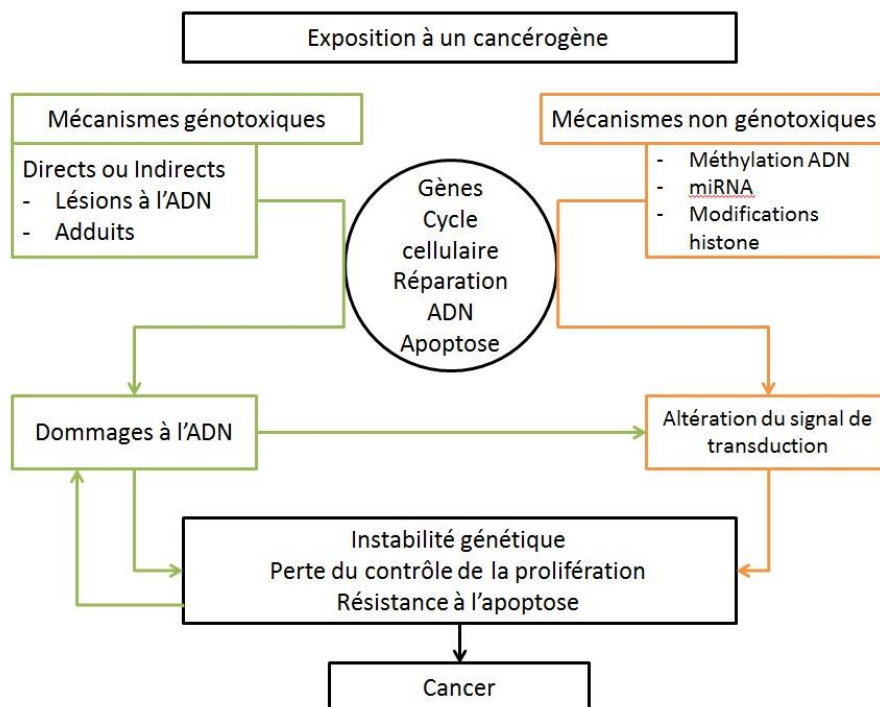 Exposition à un cancérogène
Mécanismes génotoxiques
Directs ou Indirects
- Lésions à l'ADN
- Adduits
Mécanismes non génotoxiques
- Méthylation ADN
- miRNA
- Modifications
histone
Gènes
Cycle
cellulaire
Réparation
ADN
Apoptose
Dommages à l'ADN
Altération du signal de
transduction
Instabilité génétique
Perte du contrôle de la prolifération
Résistance à l'apoptose
Cancer